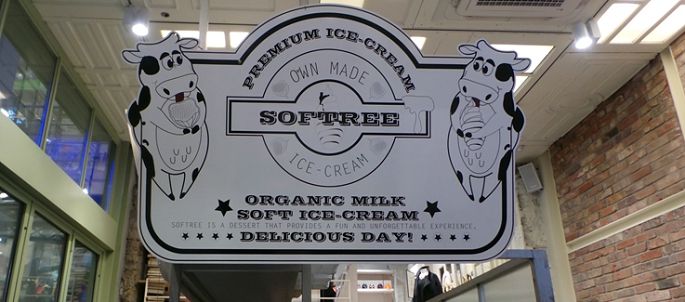 PREMIUM ICE-CREAM
OWN MADE
SOFTREE
ICE-CREAM
ORGANIC MILK
SOFT ICE-CREAM
SOFTREE IS A DESSERT THAT PROVIDES A FUN AND UNFORGETTABLE EXPERIENCE.
DELICIOUS DAY!